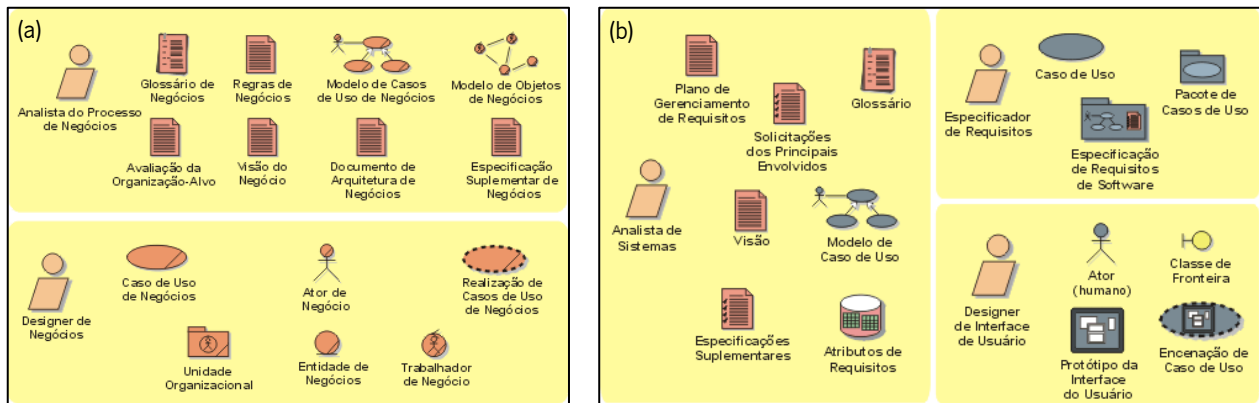 (a)
Analista do Processo
de Negócios
Glossário de
Negócios
Regras de
Negócios
Modelo de Casos
de Uso de Negócios
Modelo de Objetos
de Negócios
Avaliação da
Organização-Alvo
Visão do
Negócio
Documento de
Arquitetura de
Negócios
Especificação
Suplementar de
Negócios
Designer de
Negócios
Caso de Uso
de Negócios
Ator de
Negócio
Realização de
Casos de Uso
de Negócios
Unidade
Organizacional
Entidade de
Negócios
Trabalhador
de Negócio
(b)
Analista de
Sistemas
Plano de
Gerenciamento
de Requisitos
Solicitações
dos Principais
Envolvidos
Glossário
Visão
Modelo de
Caso de Uso
Especificações
Suplementares
Atributos de
Requisitos
Especificador
de Requisitos
Caso de Uso
Pacote de
Casos de Uso
Especificação
de Requisitos
de Software
Designer
de Interface
de Usuário
Ator
(humano)
Classe de
Fronteira
Protótipo da
Interface
do Usuário
Encenação de
Caso de Uso